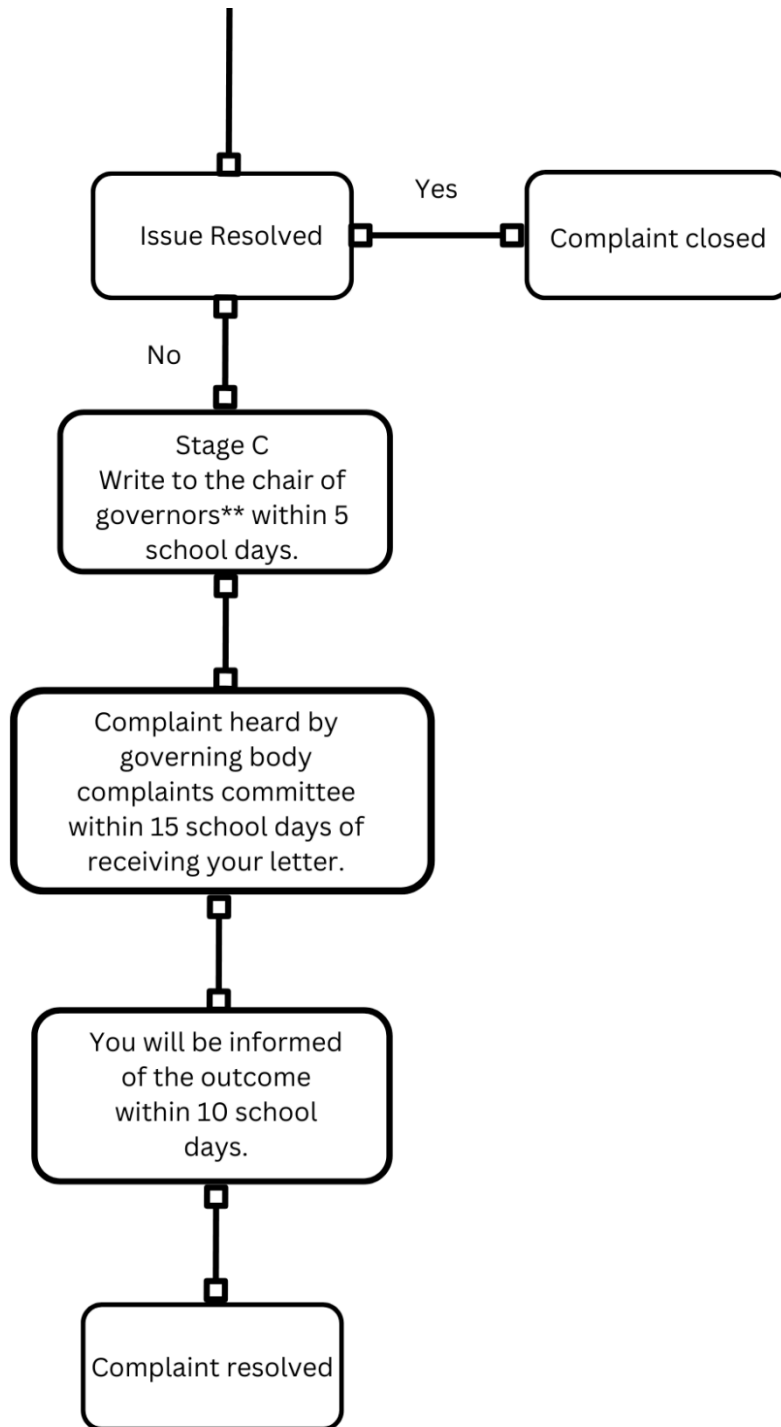 Issue Resolved
Yes
Complaint closed
No
Stage C
Write to the chair of
governors** within 5
school days.
Complaint heard by
governing body
complaints committee
within 15 school days of
receiving your letter.
You will be informed
of the outcome
within 10 school
days.
Complaint resolved